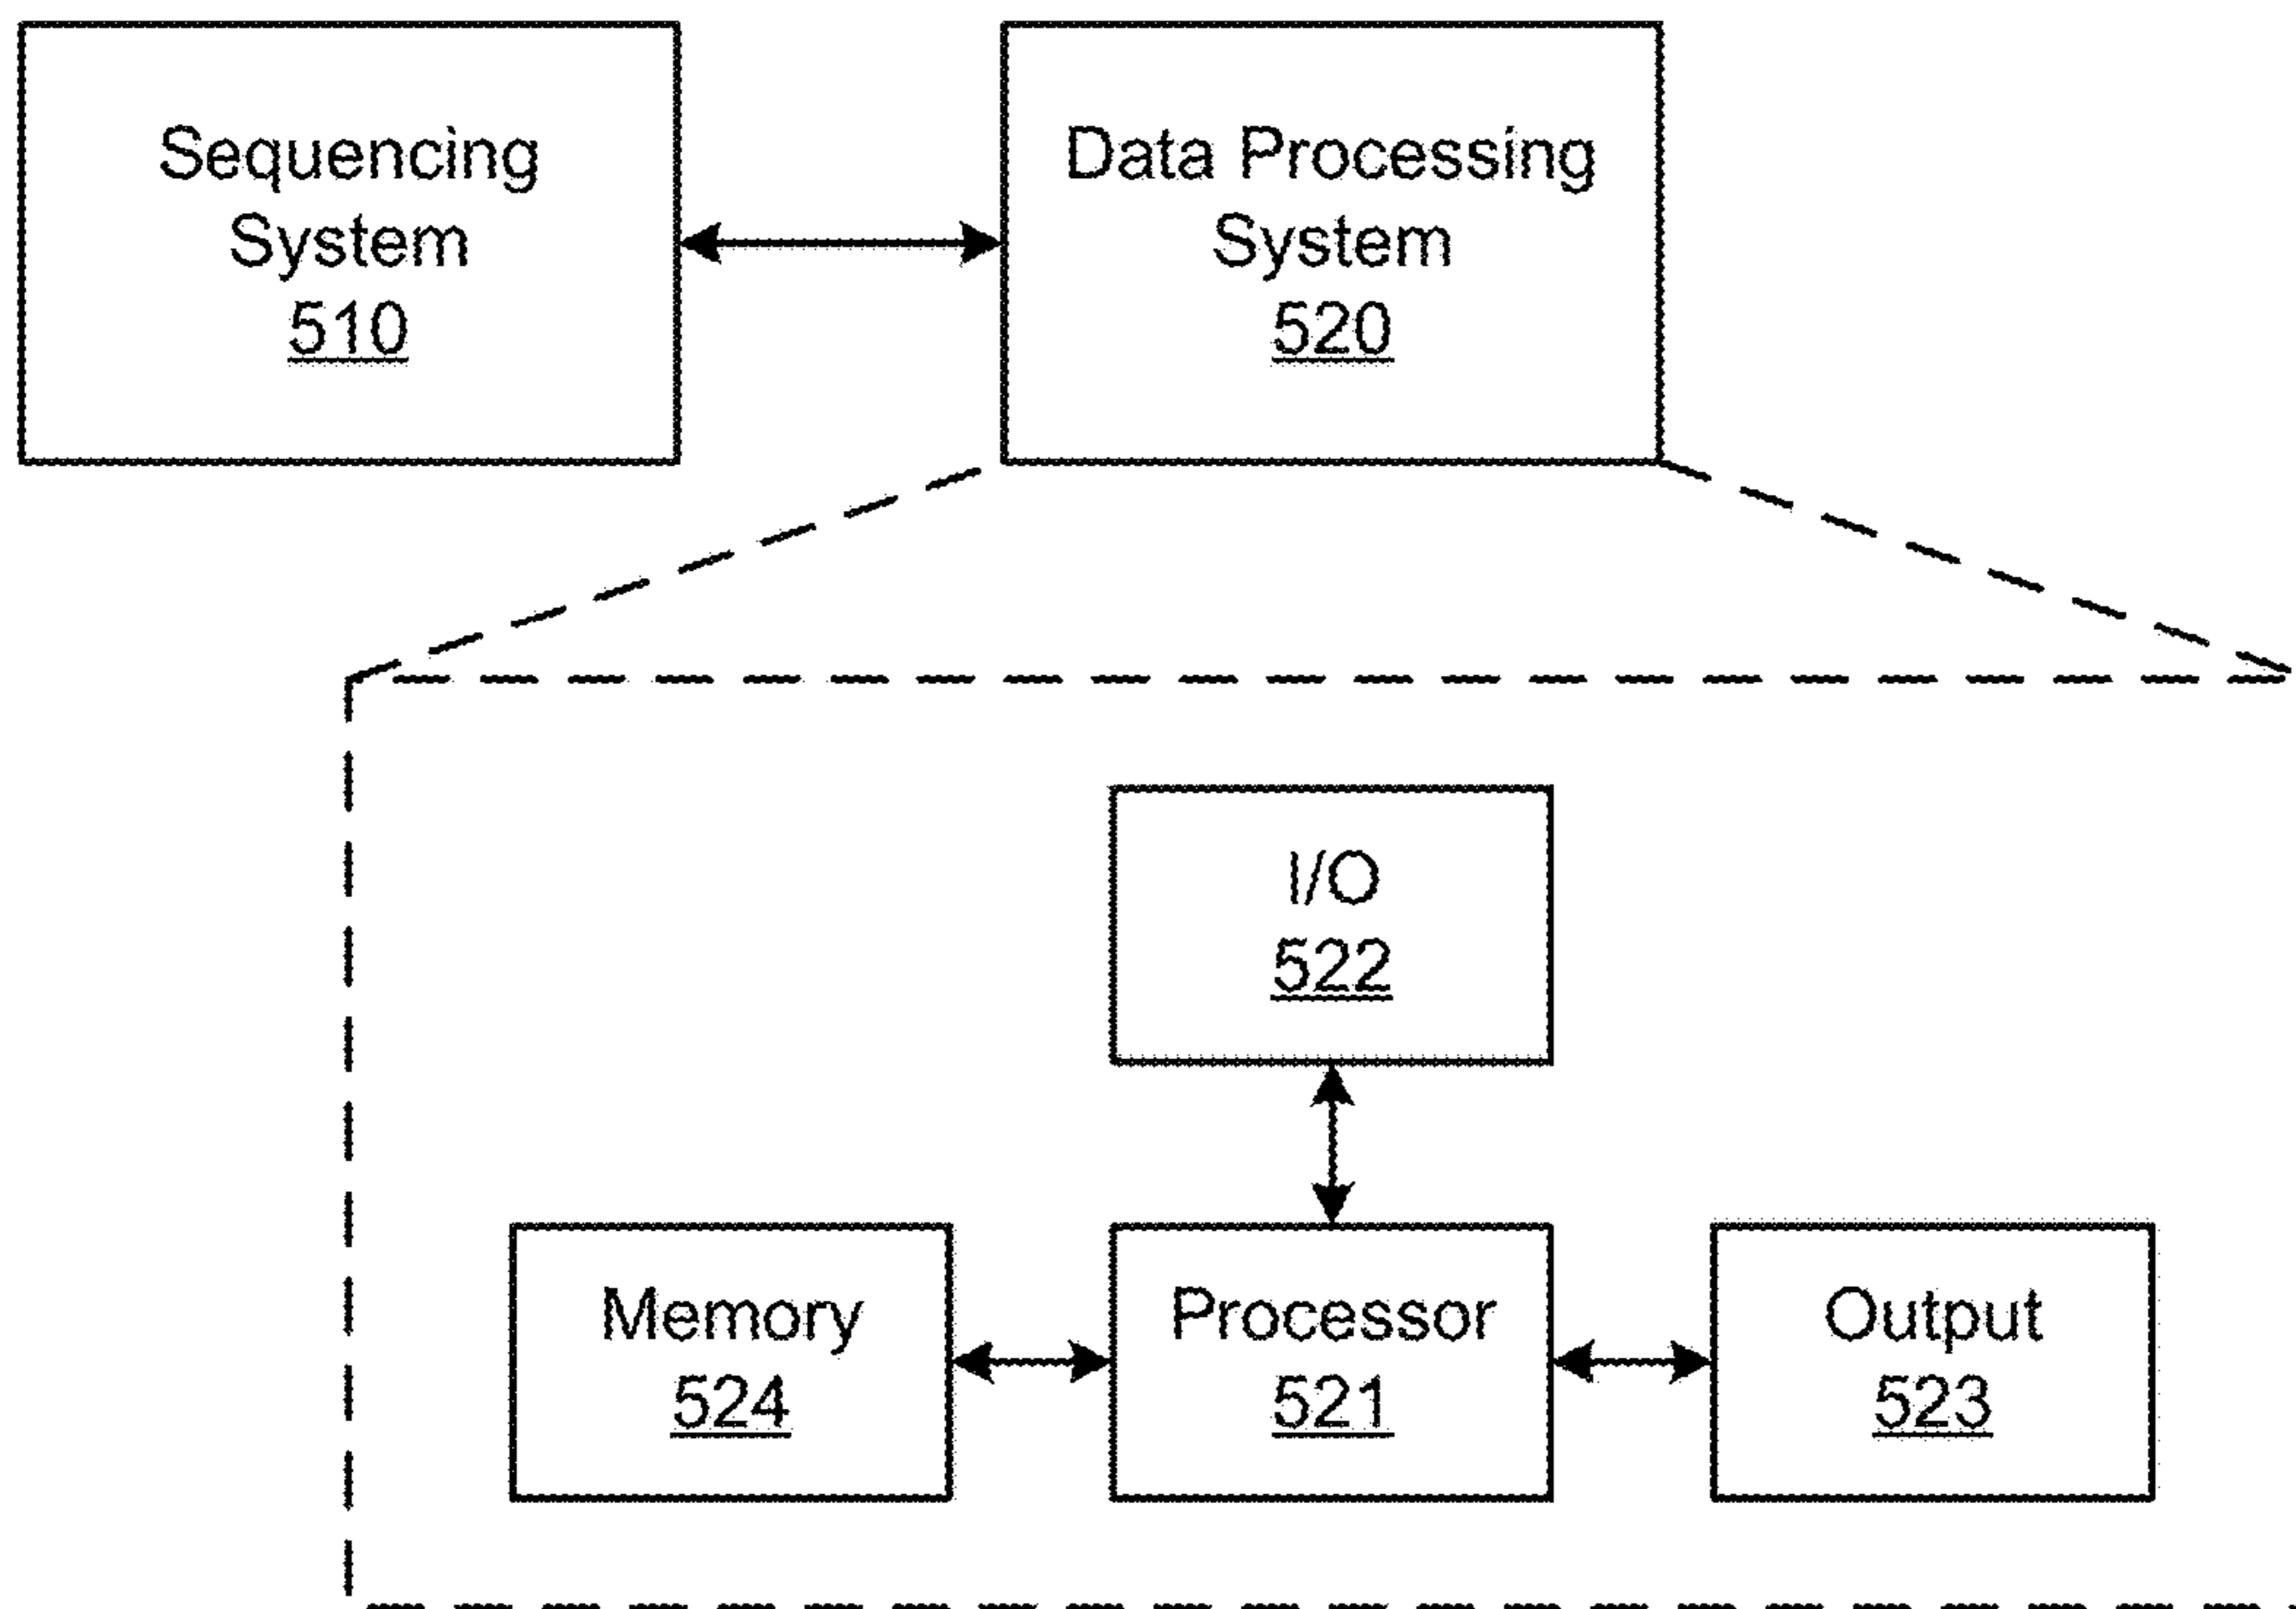 Sequencing
System
510
Data Processing
System
520
I/O
522
Memory
524
Processor
521
Output
523